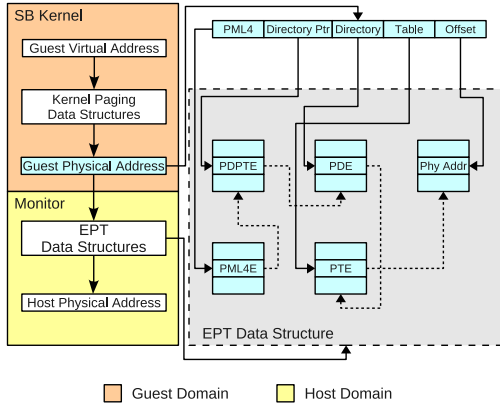 SB Kernel
Guest Virtual Address
Kernel Paging
Data Structures
Guest Physical Address
Monitor
EPT
Data Structures
Host Physical Address
PML4 Directory Ptr Directory Table Offset
PDPTE PDE Phy Addr
PML4E PTE
EPT Data Structure
Guest Domain Host Domain